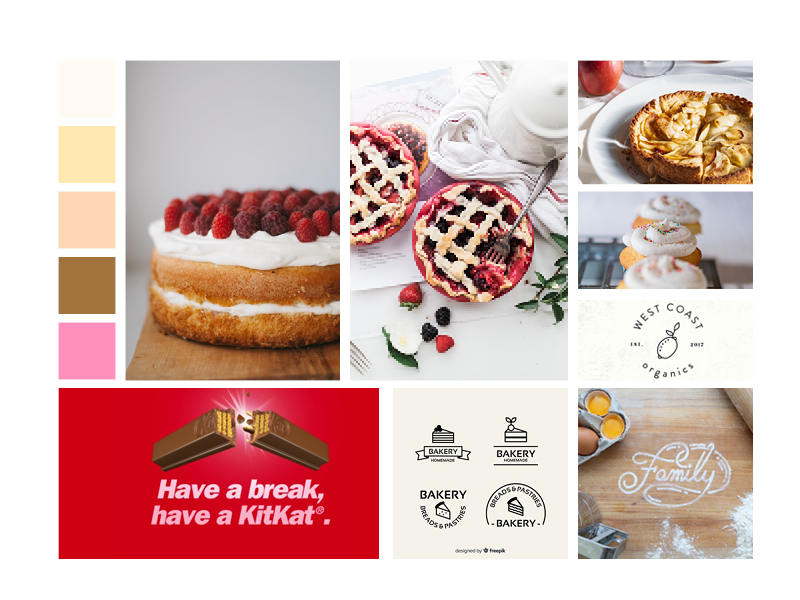 WEST COAST
EST. 2017
organics
Have a break,
have a KitKat®.
BAKERY
HOMEMADE
BAKERY
HOMEMADE
BAKERY
BREADS & PASTRIES
BREADS & PASTRIES
- BAKERY -
designed by freepik
Family